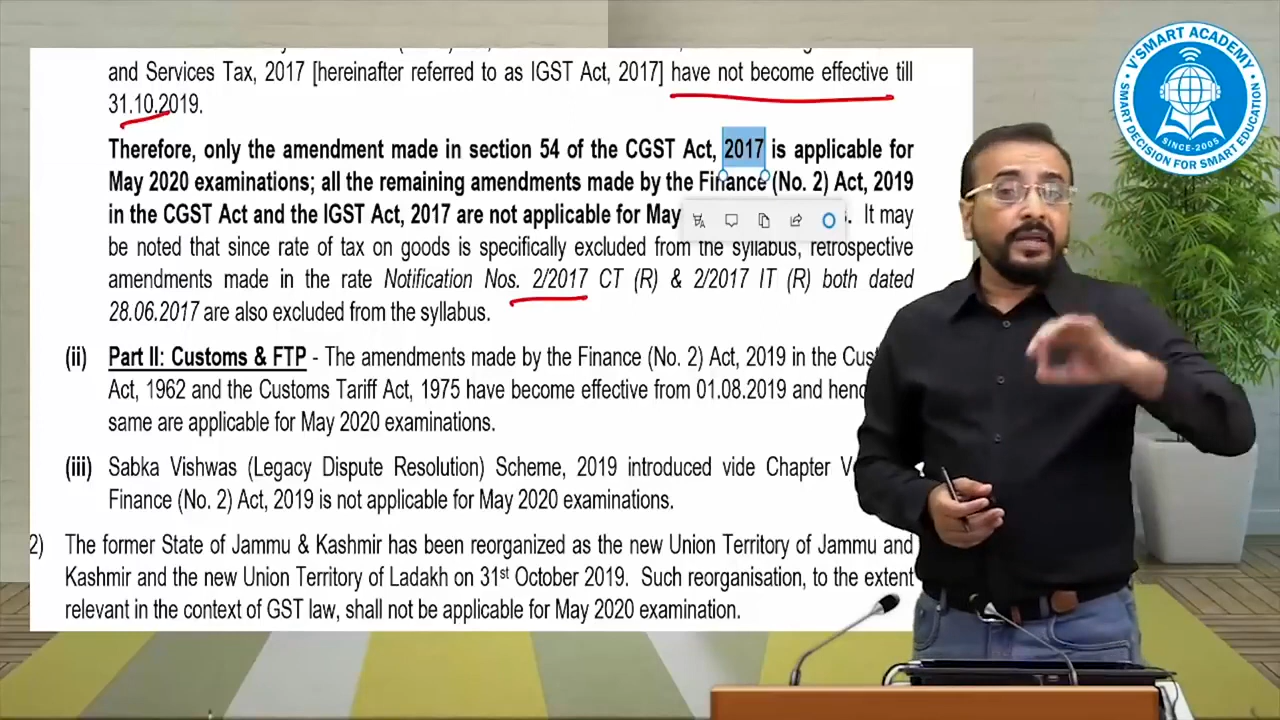 and Services Tax, 2017 [hereinafter referred to as IGST Act, 2017] have not become effective till
31.10.2019.
Therefore, only the amendment made in section 54 of the CGST Act, 2017 is applicable for
May 2020 examinations; all the remaining amendments made by the Finance (No. 2) Act, 2019
in the CGST Act and the IGST Act, 2017 are not applicable for May s. It may
be noted that since rate of tax on goods is specifically excluded from the syllabus, retrospective
amendments made in the rate Notification Nos. 2/2017 CT (R) & 2/2017 IT (R) both dated
28.06.2017 are also excluded from the syllabus.
(ii) Part II: Customs & FTP - The amendments made by the Finance (No. 2) Act, 2019 in the Cus
Act, 1962 and the Customs Tariff Act, 1975 have become effective from 01.08.2019 and henc
same are applicable for May 2020 examinations.
(iii) Sabka Vishwas (Legacy Dispute Resolution) Scheme, 2019 introduced vide Chapter V
Finance (No. 2) Act, 2019 is not applicable for May 2020 examinations.
2) The former State of Jammu & Kashmir has been reorganized as the new Union Territory of Jammu and
Kashmir and the new Union Territory of Ladakh on 31st October 2019. Such reorganisation, to the extent
relevant in the context of GST law, shall not be applicable for May 2020 examination.
V'SMART ACADEMY
SINCE-2005
SMART DECISION FOR SMART EDUCATION